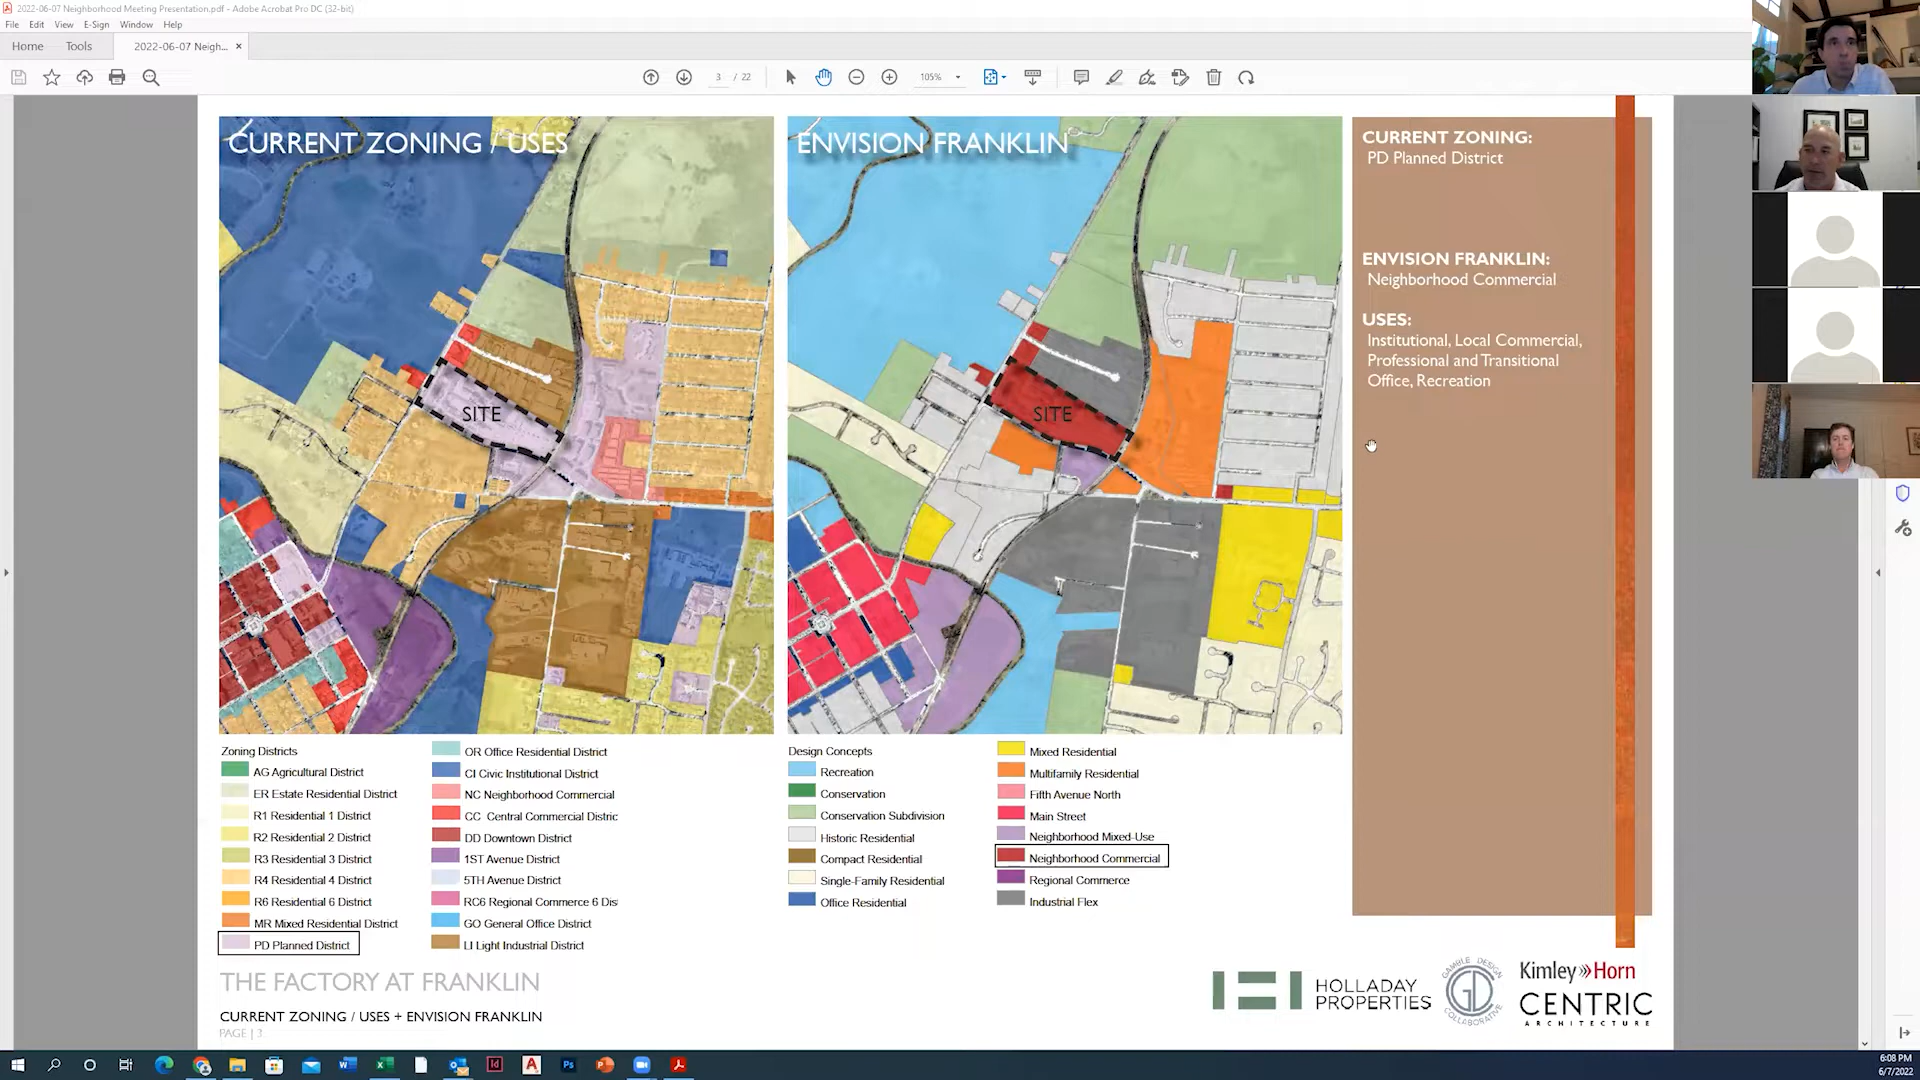 2022-06-07 Neighborhood Meeting Presentation.pdf - Adobe Acrobat Pro DC (32-bit)
File Edit View E-Sign Window Help
Home Tools 2022-06-07 Neigh... ×
3 / 22 105%
CURRENT ZONING / USES
SITE
ENVISION FRANKLIN
SITE
CURRENT ZONING:
PD Planned District
ENVISION FRANKLIN:
Neighborhood Commercial
USES:
Institutional, Local Commercial,
Professional and Transitional
Office, Recreation
Zoning Districts
AG Agricultural District
ER Estate Residential District
R1 Residential 1 District
R2 Residential 2 District
R3 Residential 3 District
R4 Residential 4 District
R6 Residential 6 District
MR Mixed Residential District
PD Planned District
OR Office Residential District
CI Civic Institutional District
NC Neighborhood Commercial
CC Central Commercial Distric
DD Downtown District
1ST Avenue District
5TH Avenue District
RC6 Regional Commerce 6 Dis
GO General Office District
LI Light Industrial District
Design Concepts
Recreation
Conservation
Conservation Subdivision
Historic Residential
Compact Residential
Single-Family Residential
Office Residential
Mixed Residential
Multifamily Residential
Fifth Avenue North
Main Street
Neighborhood Mixed-Use
Neighborhood Commercial
Regional Commerce
Industrial Flex
THE FACTORY AT FRANKLIN
CURRENT ZONING / USES + ENVISION FRANKLIN
PAGE | 3
HOLLADAY
PROPERTIES
GAMBLE DESIGN
COLLABORATIVE
GD
Kimley»Horn
CENTRIC
ARCHITECTURE
6:08 PM
6/7/2022